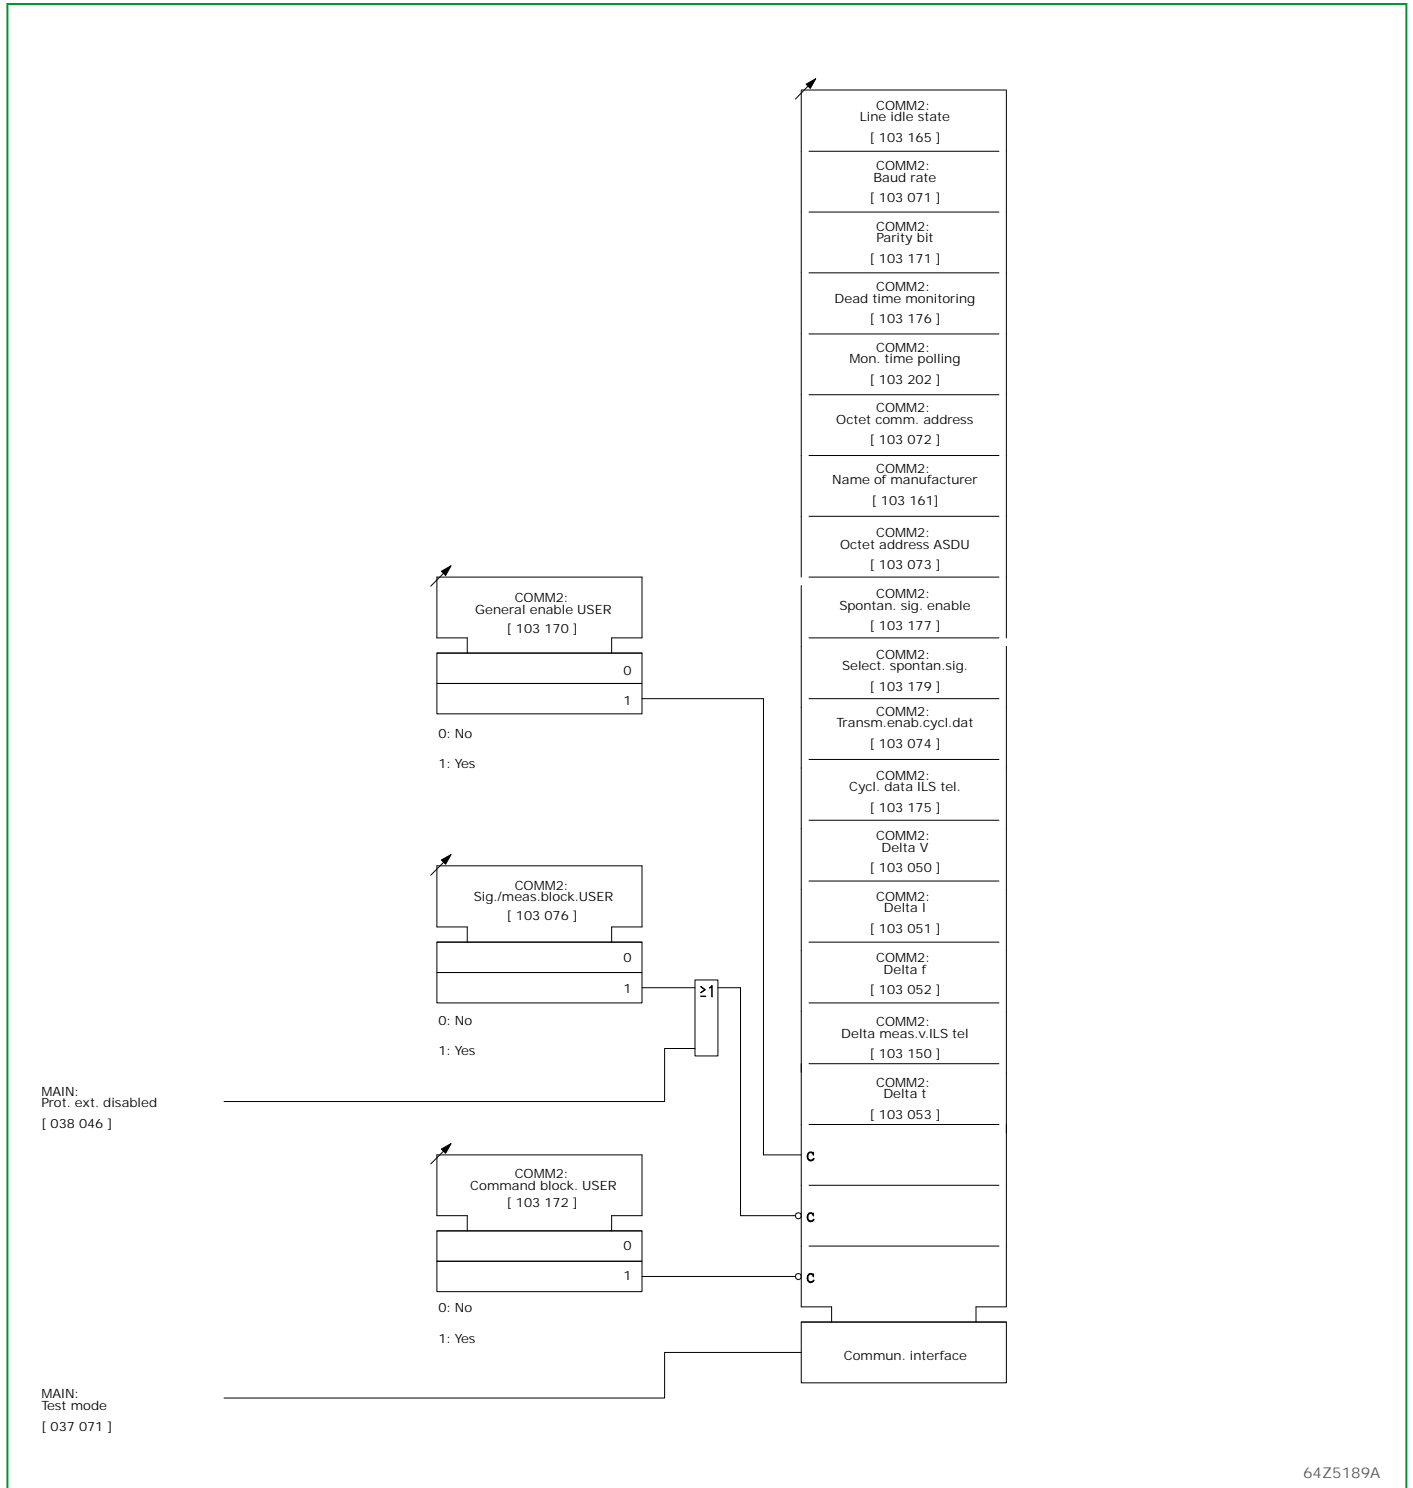 COMM2:
Line idle state
[ 103 165 ]
COMM2:
Baud rate
[ 103 071 ]
COMM2:
Parity bit
[ 103 171 ]
COMM2:
Dead time monitoring
[ 103 176 ]
COMM2:
Mon. time polling
[ 103 202 ]
COMM2:
Octet comm. address
[ 103 072 ]
COMM2:
Name of manufacturer
[ 103 161]
COMM2:
Octet address ASDU
[ 103 073 ]
COMM2:
Spontan. sig. enable
[ 103 177 ]
COMM2:
Select. spontan.sig.
[ 103 179 ]
COMM2:
Transm.enab.cycl.dat
[ 103 074 ]
COMM2:
Cycl. data ILS tel.
[ 103 175 ]
COMM2:
Delta V
[ 103 050 ]
COMM2:
Delta I
[ 103 051 ]
COMM2:
Delta f
[ 103 052 ]
COMM2:
Delta meas.v.ILS tel
[ 103 150 ]
COMM2:
Delta t
[ 103 053 ]
C
C
C
Commun. interface
COMM2:
General enable USER
[ 103 170 ]
0
1
0: No
1: Yes
COMM2:
Sig./meas.block.USER
[ 103 076 ]
0
1
0: No
1: Yes
≥1
MAIN:
Prot. ext. disabled
[ 038 046 ]
COMM2:
Command block. USER
[ 103 172 ]
0
1
0: No
1: Yes
MAIN:
Test mode
[ 037 071 ]
64Z5189A